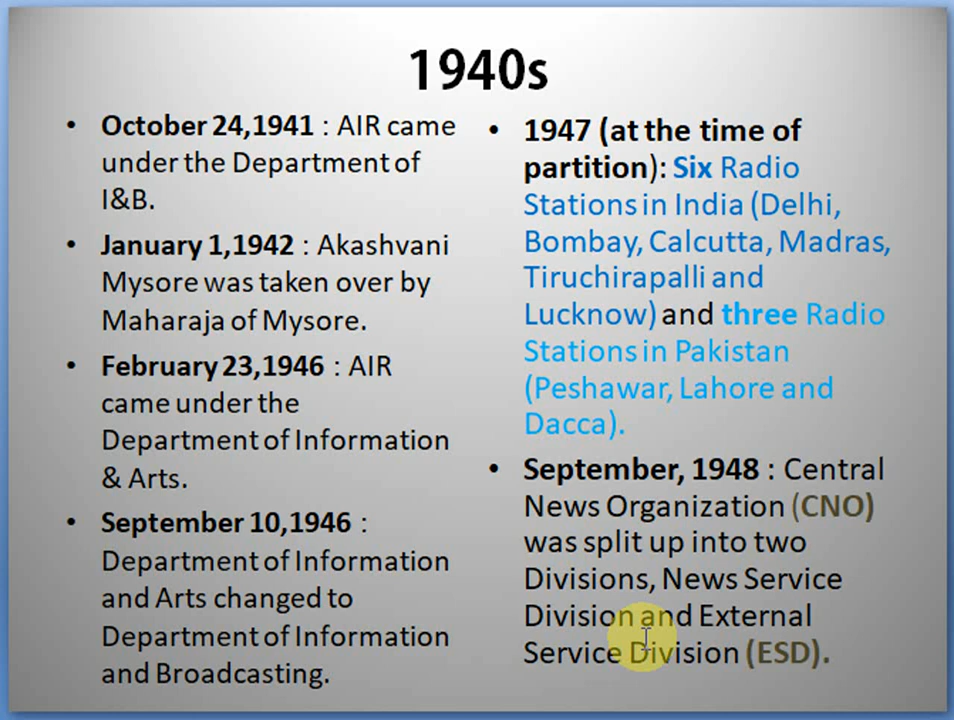 1940s
• October 24,1941 : AIR came
under the Department of
I&B.
• January 1,1942 : Akashvani
Mysore was taken over by
Maharaja of Mysore.
• February 23,1946 : AIR
came under the
Department of Information
& Arts.
• September 10,1946 :
Department of Information
and Arts changed to
Department of Information
and Broadcasting.
• 1947 (at the time of
partition): Six Radio
Stations in India (Delhi,
Bombay, Calcutta, Madras,
Tiruchirapalli and
Lucknow) and three Radio
Stations in Pakistan
(Peshawar, Lahore and
Dacca).
• September, 1948 : Central
News Organization (CNO)
was split up into two
Divisions, News Service
Division and External
Service Division (ESD).